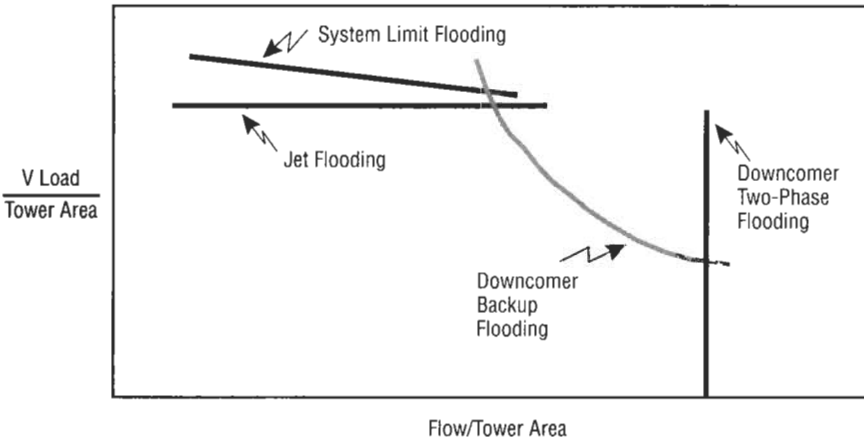 System Limit Flooding
Jet Flooding
V Load
Tower Area
Downcomer
Two-Phase
Flooding
Downcomer
Backup
Flooding
Flow/Tower Area